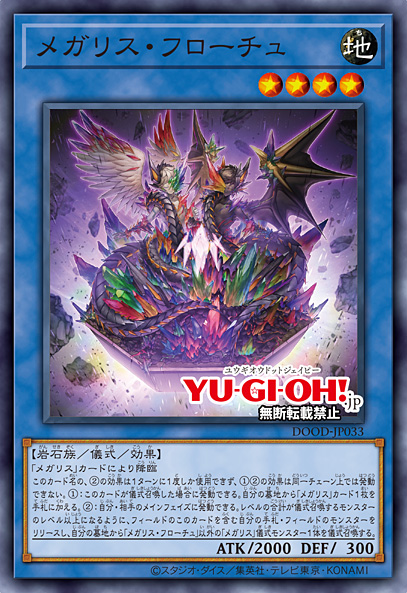 メガリス・フローチュ
地
ユウギオウドットジェイピー
YU-GI-OH!.jp
無断転載禁止
DOOD-JP033
【岩石族／儀式／効果】
「メガリス」カードにより降臨
このカード名の、②の効果は1ターンに1度しか使用できず、①②の効果は同一チェーン上では発動
できない。①：このカードが儀式召喚した場合に発動できる。自分の墓地から「メガリス」カード1枚を
手札に加える。②：自分・相手のメインフェイズに発動できる。レベルの合計が儀式召喚するモンスター
のレベル以上になるように、フィールドのこのカードを含む自分の手札・フィールドのモンスターを
リリースし、自分の墓地から「メガリス・フローチュ」以外の「メガリス」儀式モンスター1体を儀式召喚する。
ATK/2000 DEF/ 300
©スタジオ・ダイス／集英社・テレビ東京・KONAMI